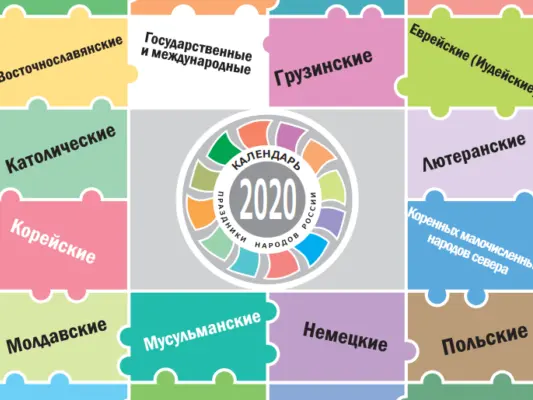 Восточнославянские
Государственные
и международные
Грузинские
Еврейские (Иудейские)
Католические
КАЛЕНДАРЬ
2020
ПРАЗДНИКИ НАРОДОВ РОССИИ
Лютеранские
Корейские
Коренных малочисленны
народов севера
Молдавские
Мусульманские
Немецкие
Польские